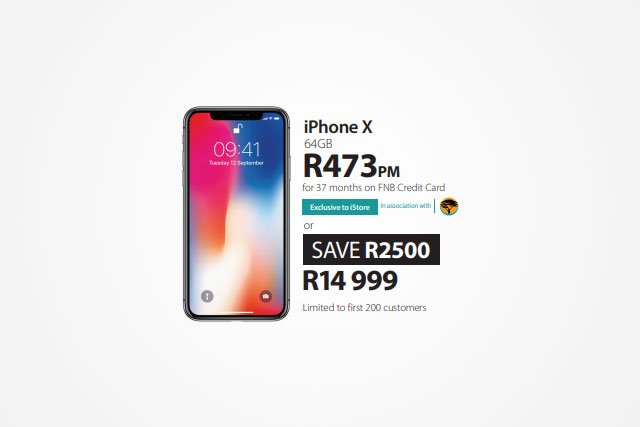 09:41
Tuesday 12 September
iPhone X
64GB
R473PM
for 37 months on FNB Credit Card
Exclusive to iStore
In association with
or
SAVE R2500
R14 999
Limited to first 200 customers